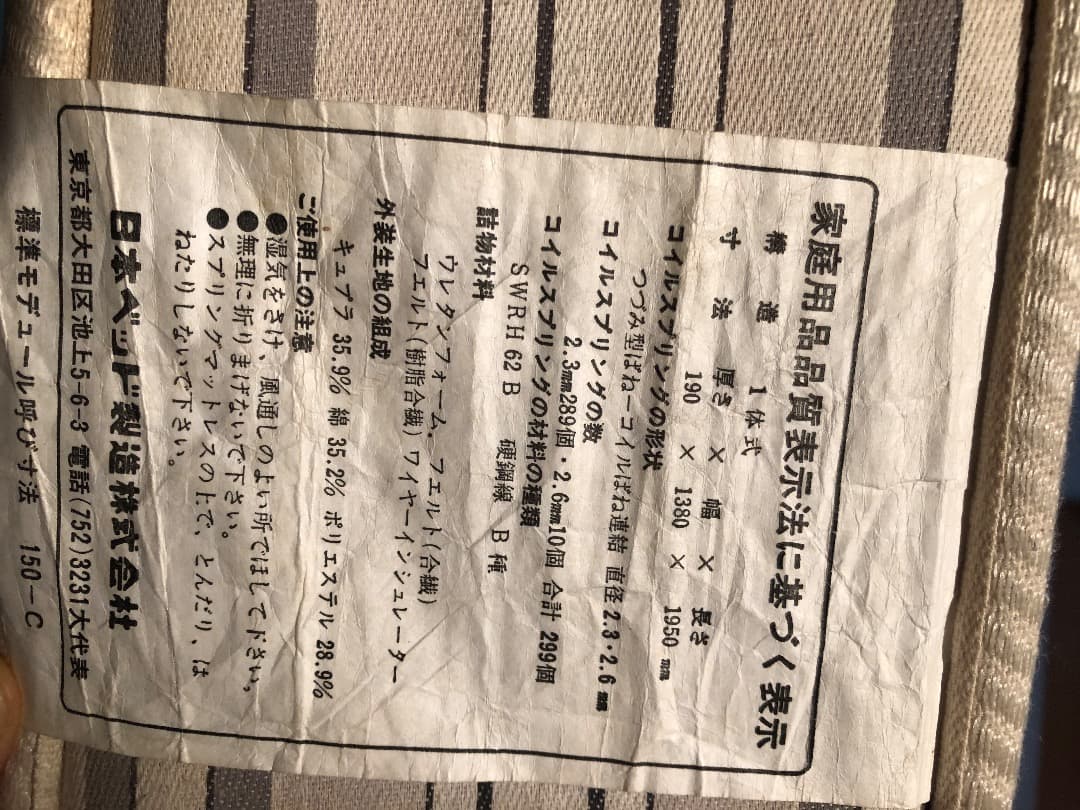 家庭用品品質表示法に基づく表示
構造 1体式
寸法 厚さ × 幅 × 長さ
190 × 1380 × 1950 mm
コイルスプリングの形状
つづみ型ばねーコイルばね連結 直径 2.3・2.6 mm
コイルスプリングの数
2.3mm289個・2.6mm10個 合計 299個
コイルスプリングの材料の種類
SWRH 62 B 硬鋼線 B種
詰物材料
ウレタンフォーム. フエルト(合繊)
フエルト(樹脂合繊) ワイヤーインシュレーター
外装生地の組成
キュプラ 35.9% 綿 35.2% ポリエステル 28.9%
ご使用上の注意
●湿気をさけ、風通しのよい所でほして下さい。
●無理に折りまげないで下さい。
●スプリングマットレスの上で、とんだり、は
ねたりしないで下さい。
日本ベッド製造株式会社
東京都大田区池上5-6-3 電話(752)3231大代表
標準モデュール呼び寸法 150-C